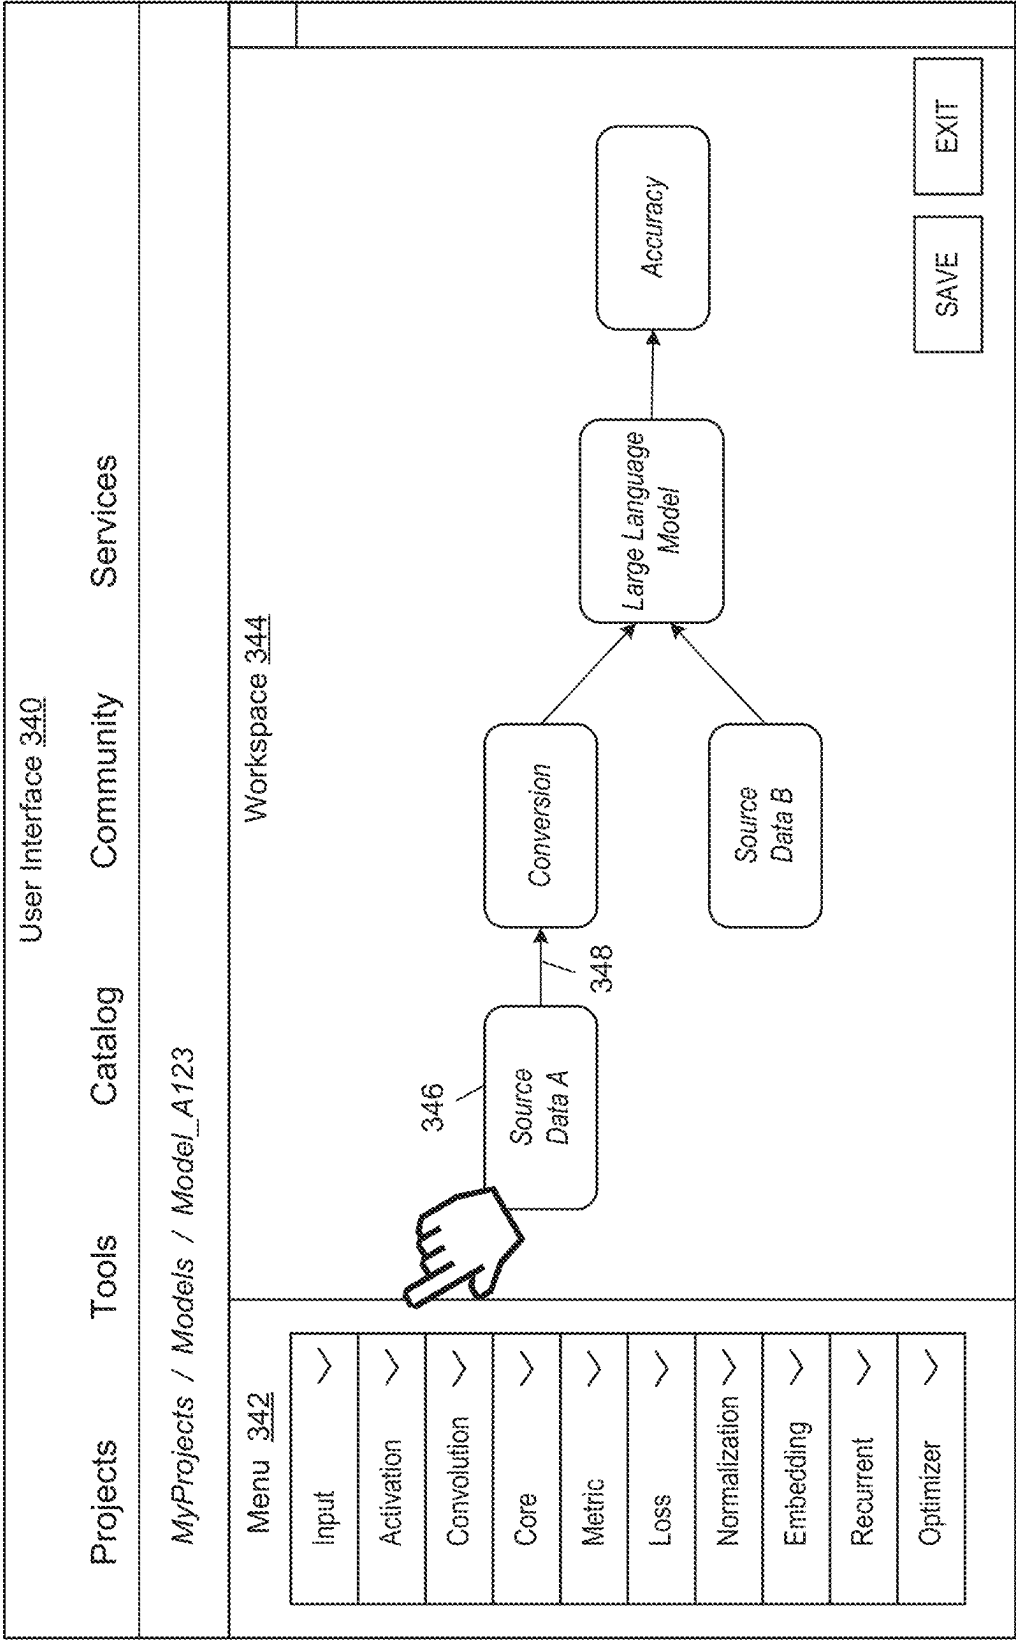 User Interface 340
Projects Tools Catalog Community Services
MyProjects / Models / Model_A123
Menu 342
Input
Activation
Convolution
Core
Metric
Loss
Normalization
Embedding
Recurrent
Optimizer
Workspace 344
346
Source
Data A
348
Conversion
Source
Data B
Large Language
Model
Accuracy
SAVE
EXIT